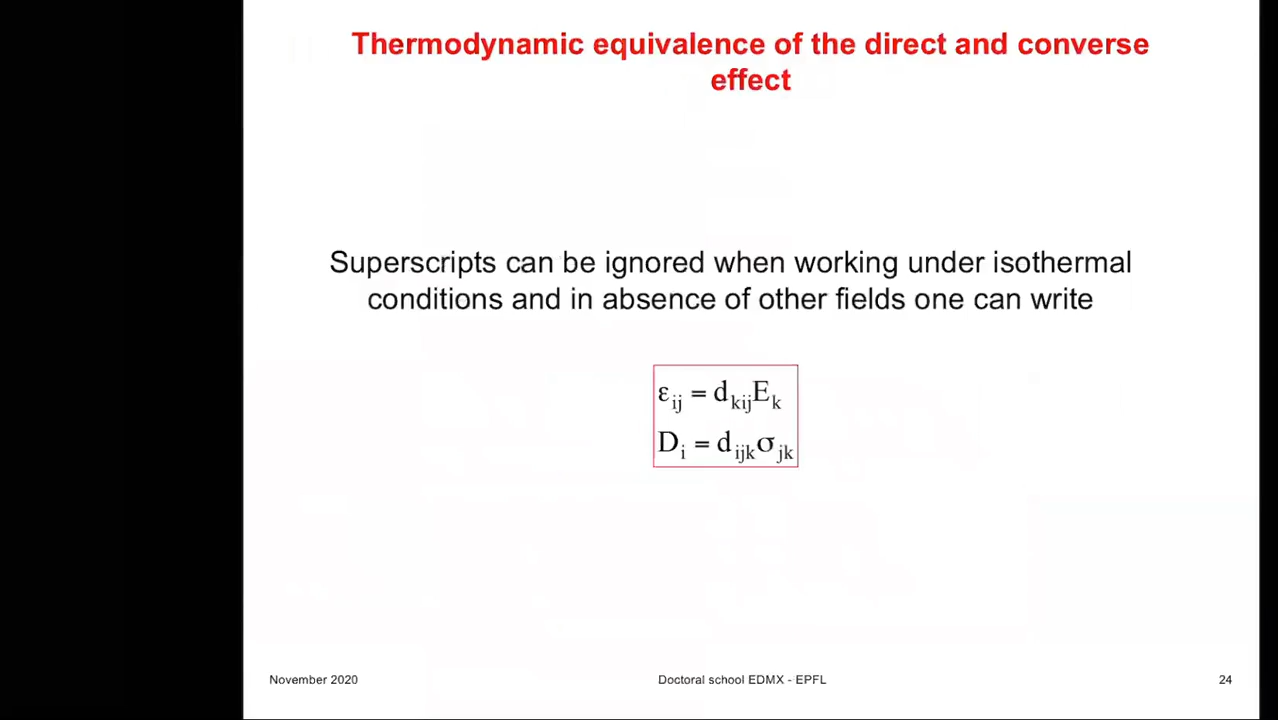 Thermodynamic equivalence of the direct and converse
effect
Superscripts can be ignored when working under isothermal
conditions and in absence of other fields one can write
ε_ij = d_kij E_k
D_i = d_ijk σ_jk
November 2020
Doctoral school EDMX - EPFL
24